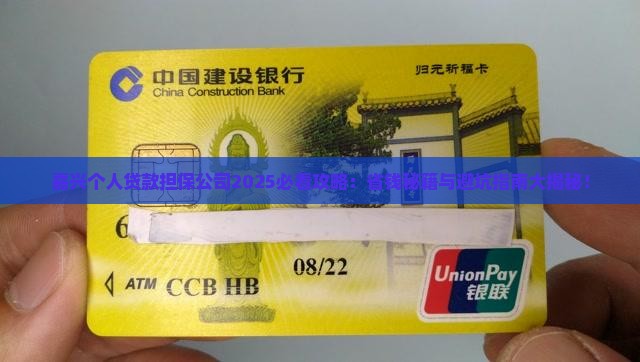 中国建设银行
China Construction Bank
归元祈福卡
个人贷款担保公司2025必看攻略！省钱秘籍与避坑指南大揭秘！
6
08/22
ATM CCB HB
UnionPay
银联